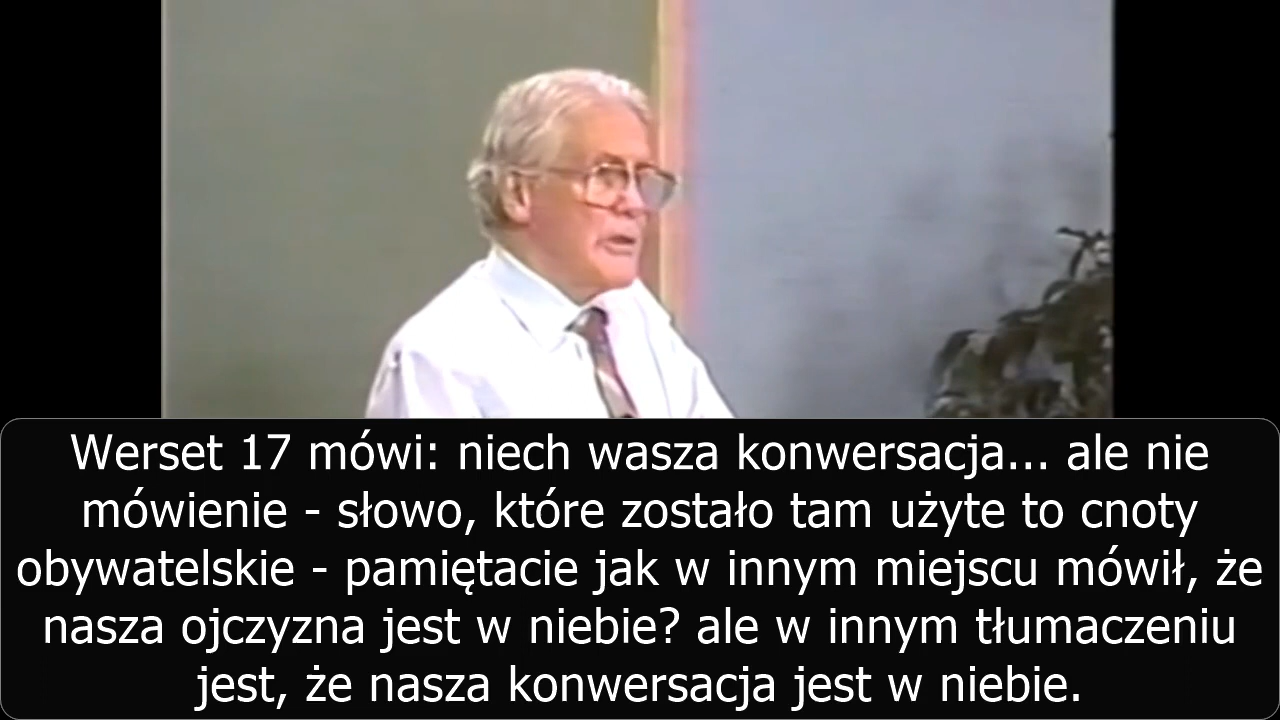 Werset 17 mówi: niech wasza konwersacja... ale nie
mówienie - słowo, które zostało tam użyte to cnoty
obywatelskie - pamiętacie jak w innym miejscu mówił, że
nasza ojczyzna jest w niebie? ale w innym tłumaczeniu
jest, że nasza konwersacja jest w niebie.